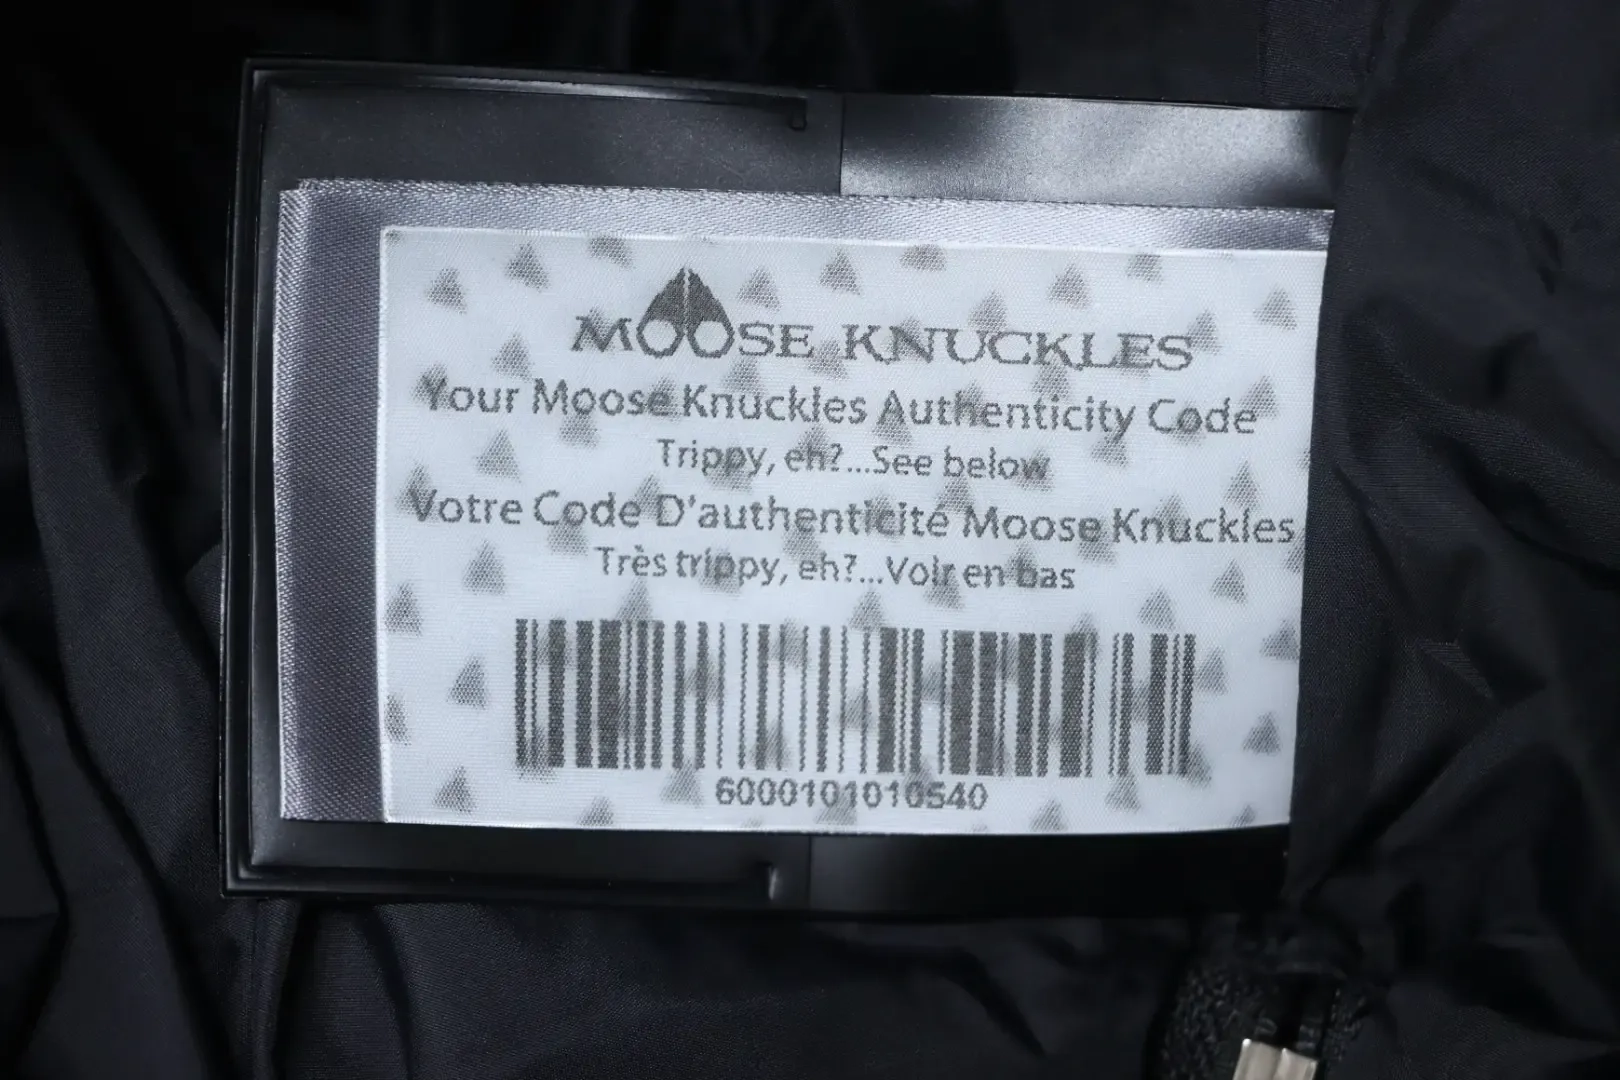 MOOSE KNUCKLES
Your Moose Knuckles Authenticity Code
Trippy, eh?...See below
Votre Code D'authenticité Moose Knuckles
Très trippy, eh?...Voir en bas
6000101010540